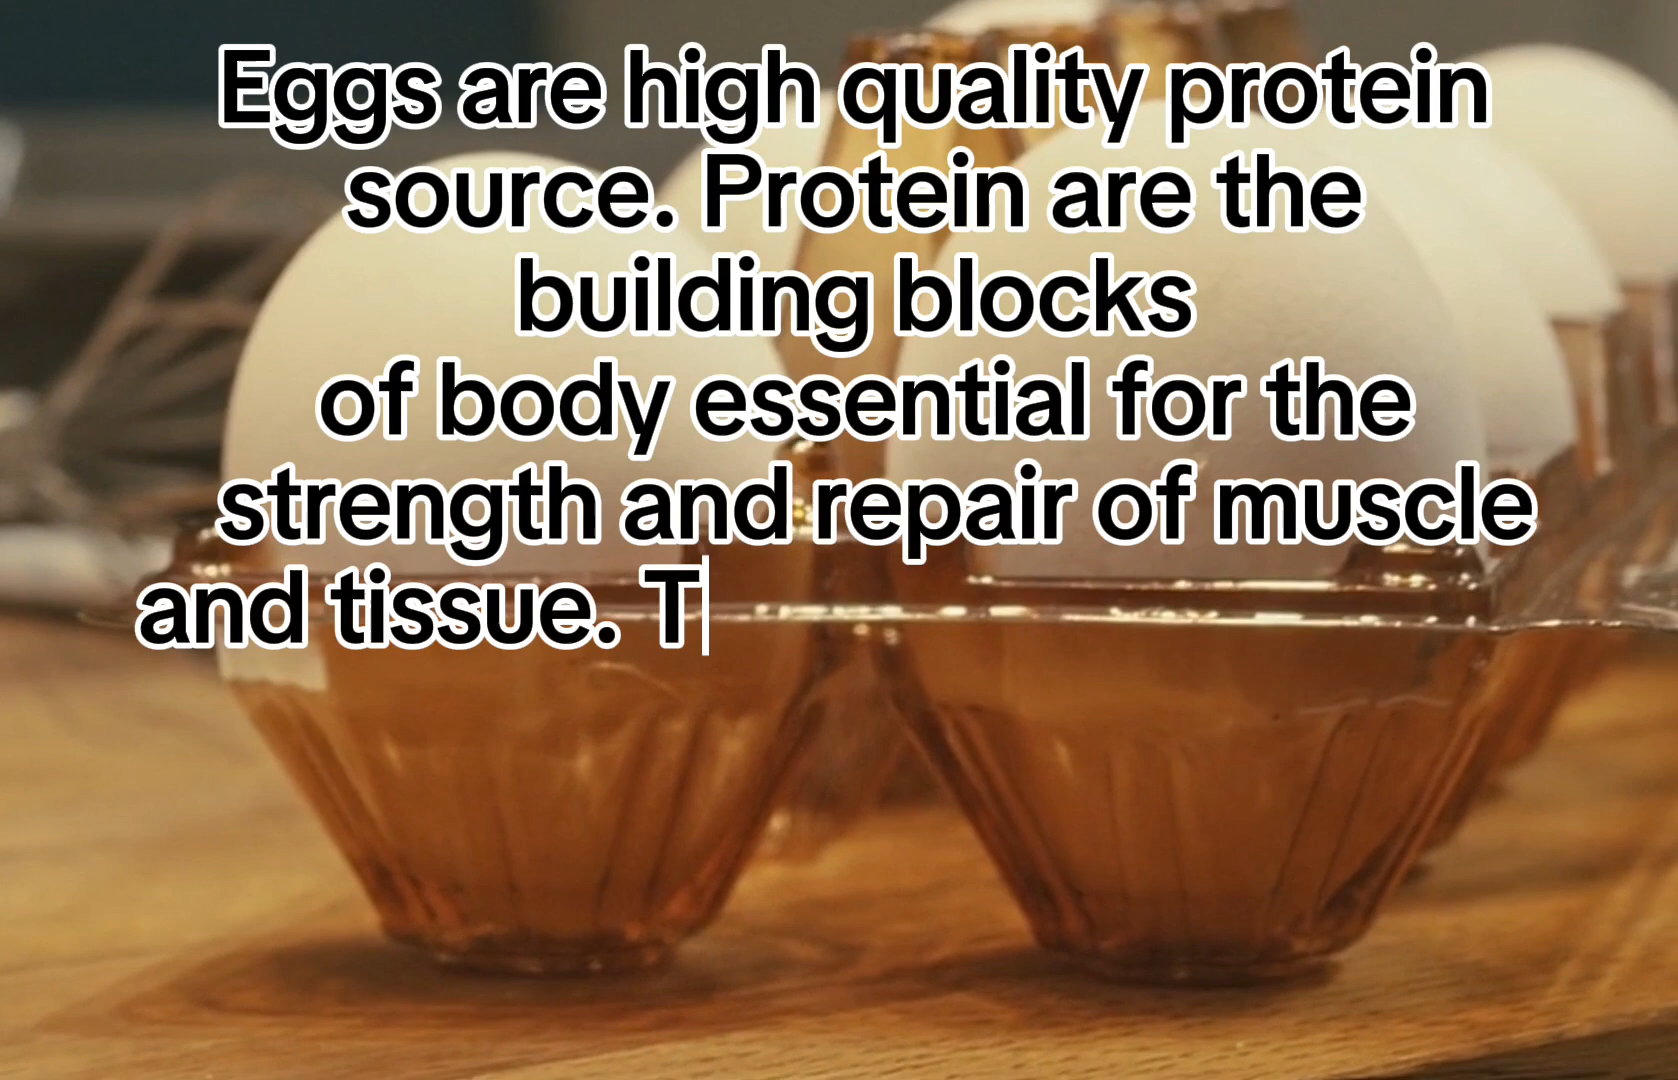 Eggs are high quality protein
source. Protein are the
building blocks
of body essential for the
strength and repair of muscle
and tissue. T